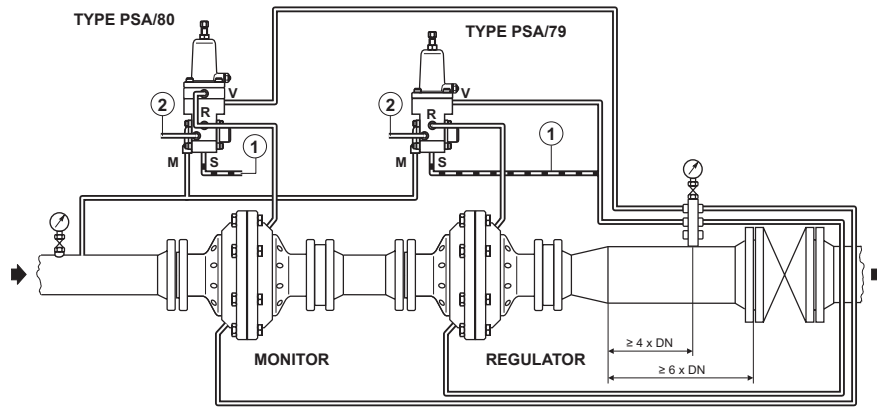 TYPE PSA/80
TYPE PSA/79
V
V
2
R
2
R
1
1
M
S
M
S
≥ 4 x DN
MONITOR
REGULATOR
≥ 6 x DN